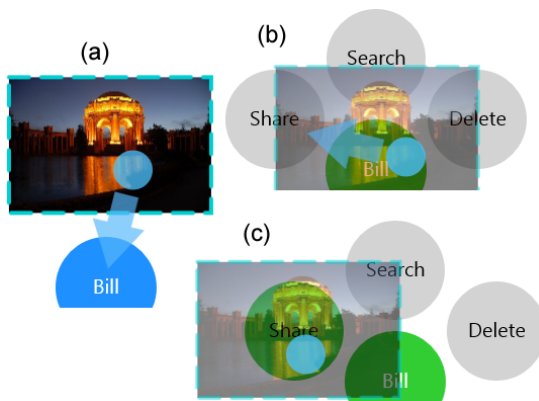 (a)
Bill
(b)
Search
Share
Delete
Bill
(c)
Search
Share
Delete
Bill